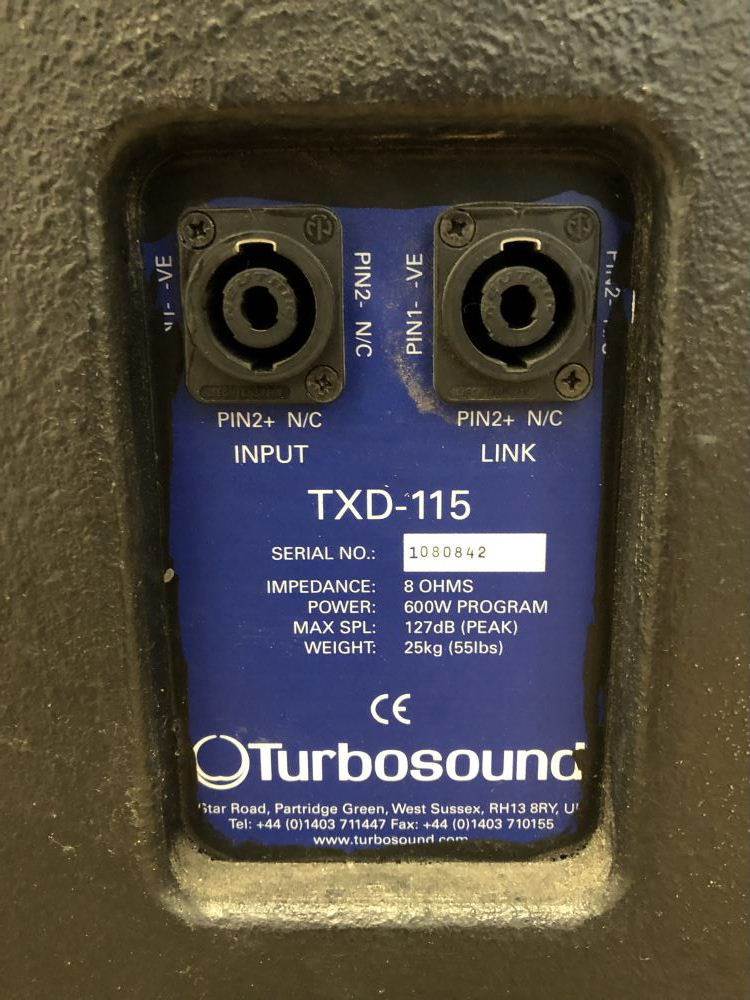 -VE
PIN2- N/C
PIN1- -VE
PIN2+ N/C
INPUT
PIN2+ N/C
LINK
TXD-115
SERIAL NO.: 1080842
IMPEDANCE: 8 OHMS
POWER: 600W PROGRAM
MAX SPL: 127dB (PEAK)
WEIGHT: 25kg (55lbs)
CE
Turbosound
Star Road, Partridge Green, West Sussex, RH13 8RY,
Tel: +44 (0)1403 711447 Fax: +44 (0)1403 710155
www.turbosound.com